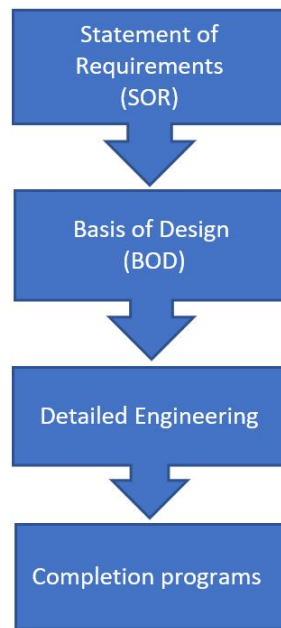 Statement of
Requirements
(SOR)
Basis of Design
(BOD)
Detailed Engineering
Completion programs